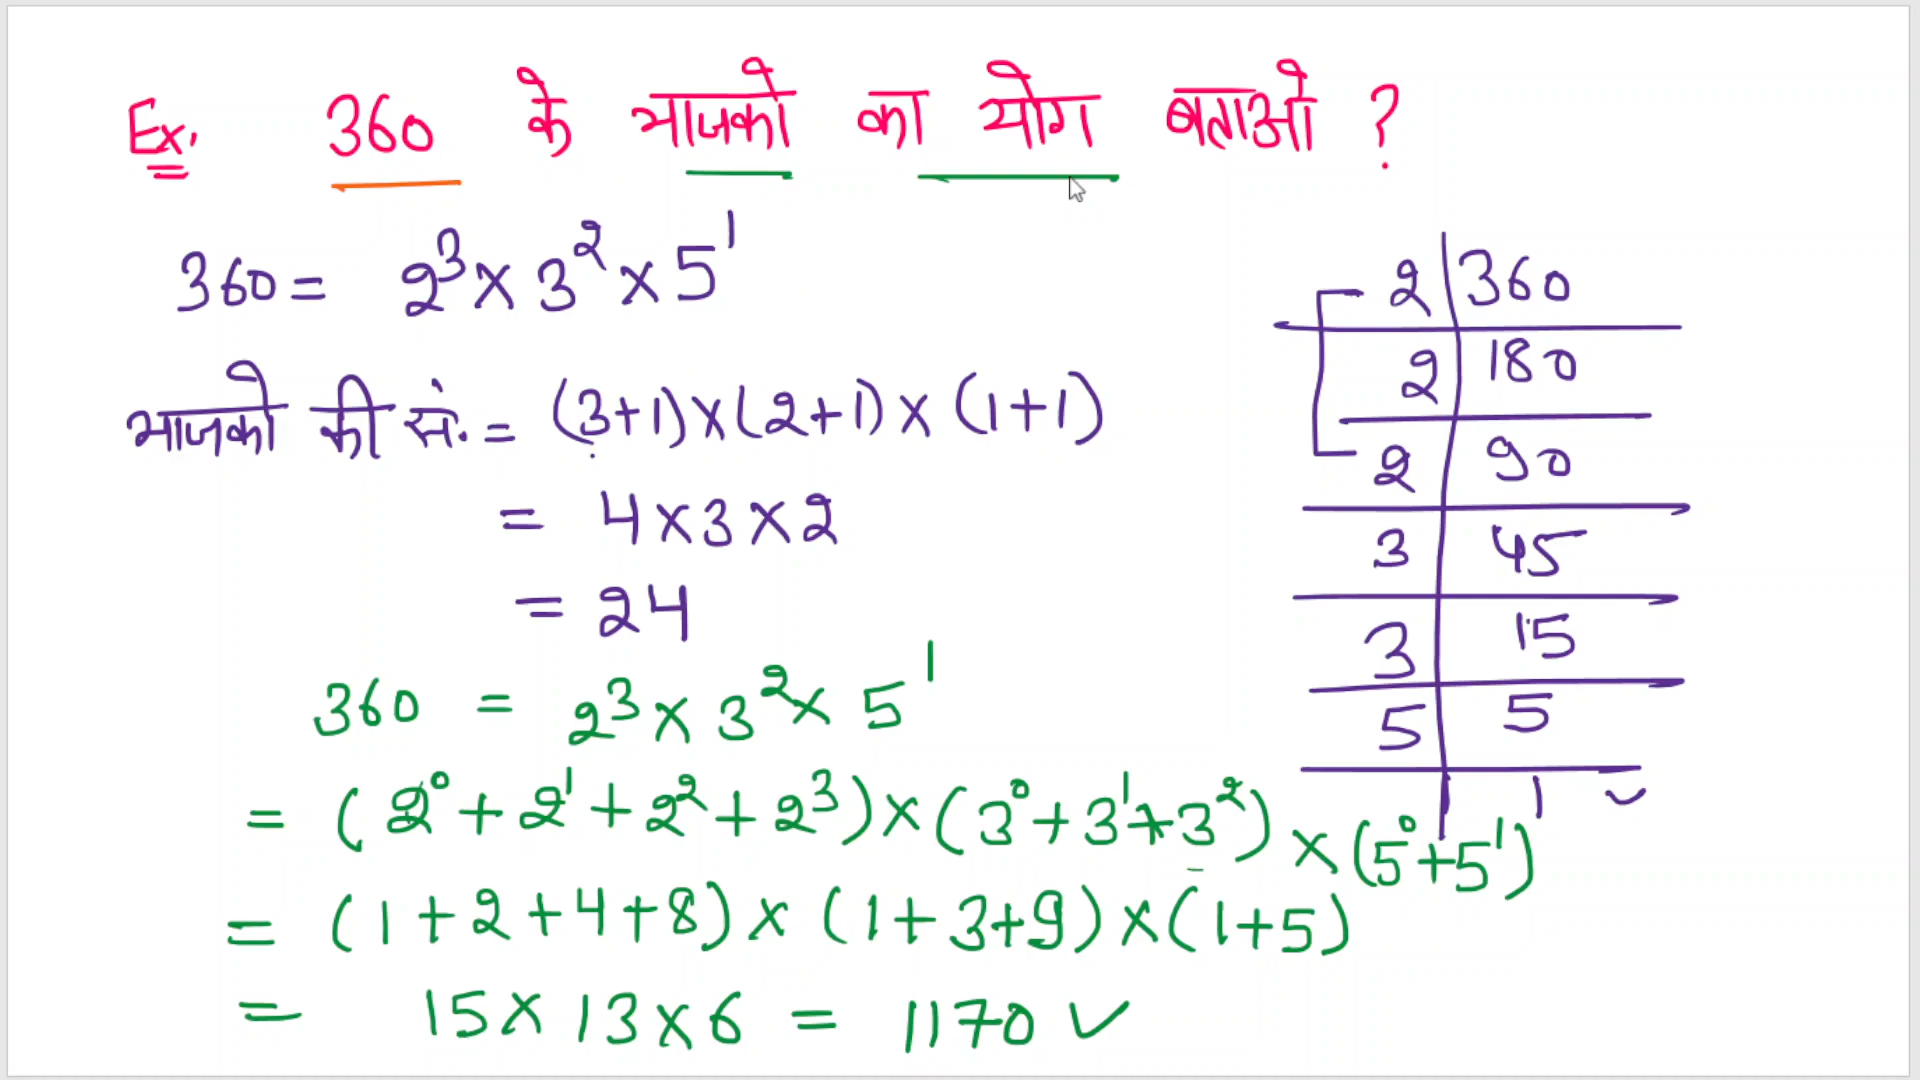 Ex. 360 के भाजको का योग बताओ ?
360 = 2³ × 3² × 5¹
भाजको की सं. = (3+1)×(2+1)×(1+1)
= 4×3×2
= 24
360 = 2³ × 3² × 5¹
= (2⁰+2¹+2²+2³)×(3⁰+3¹+3²)×(5⁰+5¹)
= (1+2+4+8)×(1+3+9)×(1+5)
= 15×13×6 = 1170 ✓
2 | 360
2 | 180
2 | 90
3 | 45
3 | 15
5 | 5
| 1 ✓